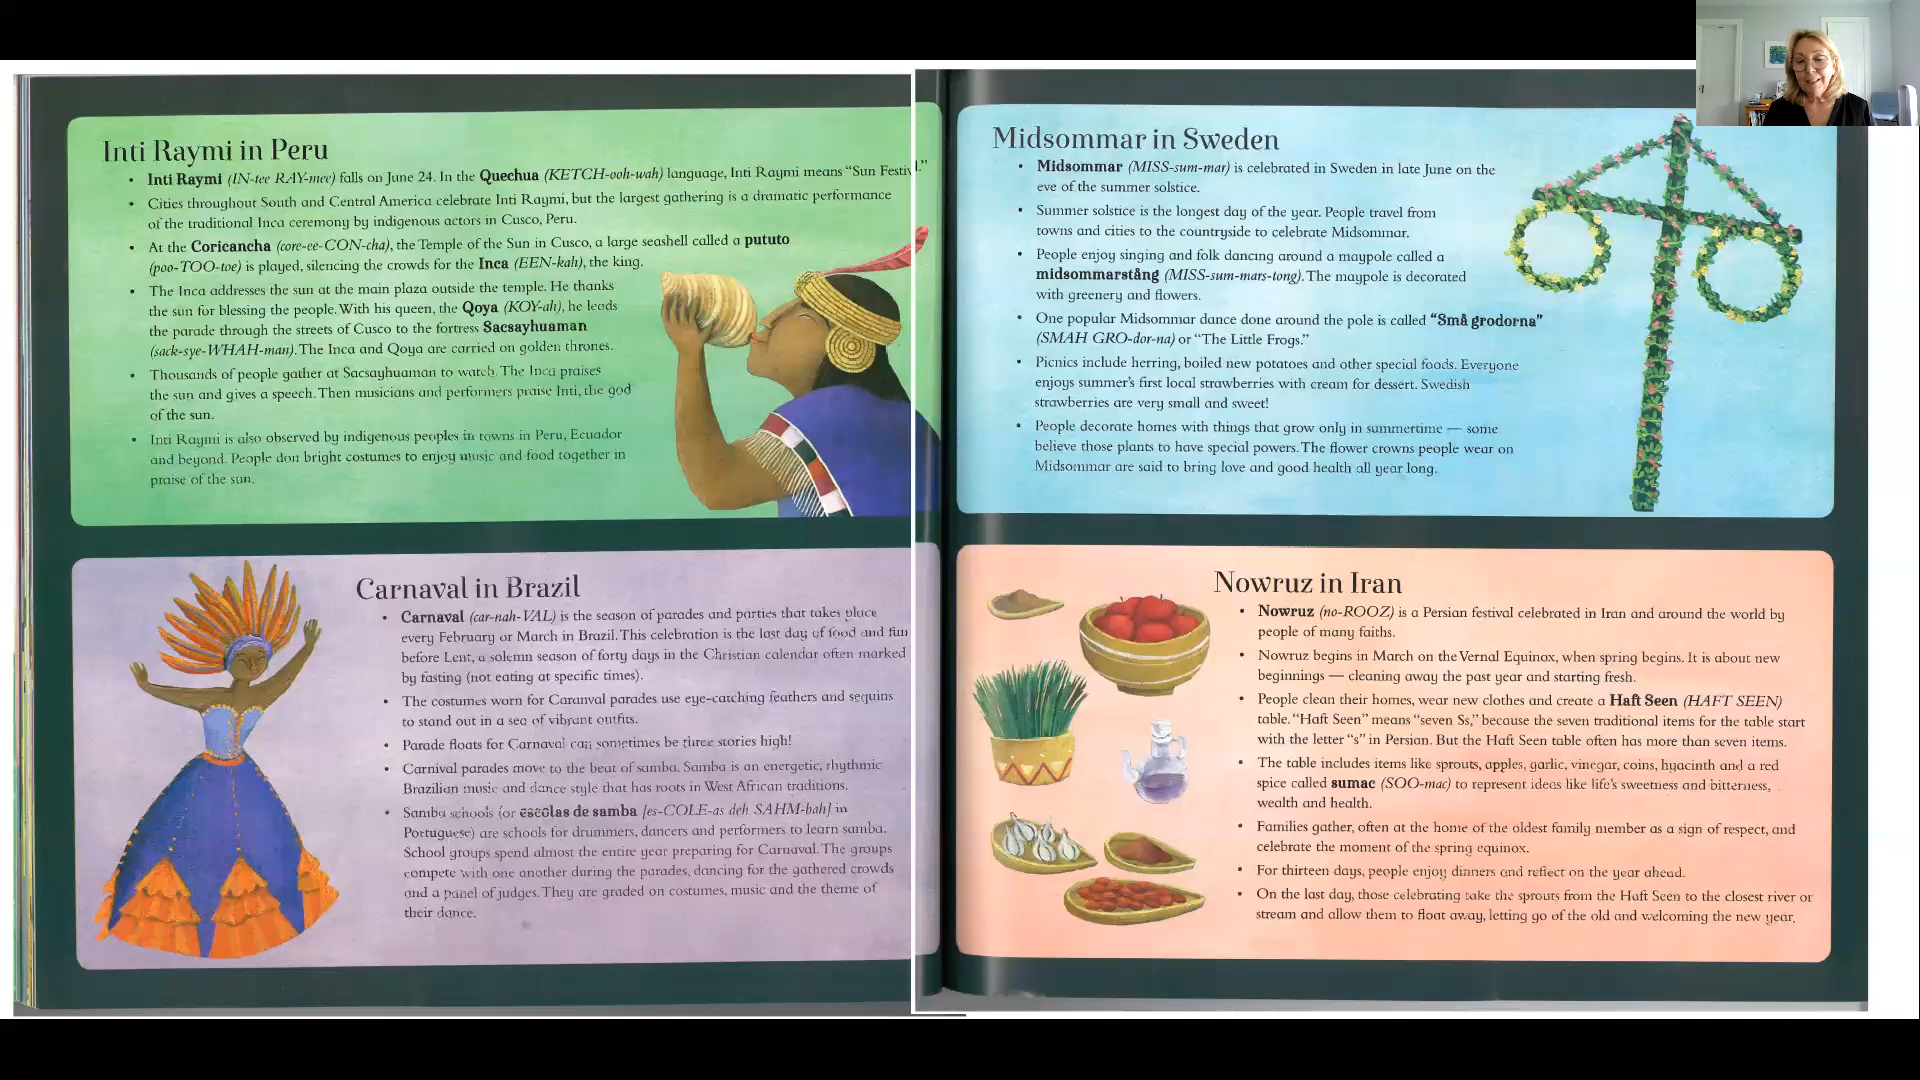 Inti Raymi in Peru
• Inti Raymi (IN-tee RAY-mee) falls on June 24. In the Quechua (KETCH-ooh-wah) language, Inti Raymi means “Sun Festival.”
• Cities throughout South and Central America celebrate Inti Raymi, but the largest gathering is a dramatic performance
of the traditional Inca ceremony by indigenous actors in Cusco, Peru.
• At the Coricancha (core-ee-CON-cha), the Temple of the Sun in Cusco, a large seashell called a pututo
(poo-TOO-toe) is played, silencing the crowds for the Inca (EEN-kah), the king.
• The Inca addresses the sun at the main plaza outside the temple. He thanks
the sun for blessing the people. With his queen, the Qoya (KOY-ah), he leads
the parade through the streets of Cusco to the fortress Sacsayhuaman
(sack-sye-WHAH-man). The Inca and Qoya are carried on golden thrones.
• Thousands of people gather at Sacsayhuaman to watch. The Inca praises
the sun and gives a speech. Then musicians and performers praise Inti, the god
of the sun.
• Inti Raymi is also observed by indigenous peoples in towns in Peru, Ecuador
and beyond. People don bright costumes to enjoy music and food together in
praise of the sun.
Carnaval in Brazil
• Carnaval (car-nah-VAL) is the season of parades and parties that takes place
every February or March in Brazil. This celebration is the last day of food and fun
before Lent, a solemn season of forty days in the Christian calendar often marked
by fasting (not eating at specific times).
• The costumes worn for Caranval parades use eye-catching feathers and sequins
to stand out in a sea of vibrant outfits.
• Parade floats for Carnaval can sometimes be three stories high!
• Carnival parades move to the beat of samba. Samba is an energetic, rhythmic
Brazilian music and dance style that has roots in West African traditions.
• Samba schools (or escolas de samba [es-COLE-as deh SAHM-bah] in
Portuguese) are schools for drummers, dancers and performers to learn samba.
School groups spend almost the entire year preparing for Carnaval. The groups
compete with one another during the parades, dancing for the gathered crowds
and a panel of judges. They are graded on costumes, music and the theme of
their dance.
Midsommar in Sweden
• Midsommar (MISS-sum-mar) is celebrated in Sweden in late June on the
eve of the summer solstice.
• Summer solstice is the longest day of the year. People travel from
towns and cities to the countryside to celebrate Midsommar.
• People enjoy singing and folk dancing around a maypole called a
midsommarstång (MISS-sum-mars-tong). The maypole is decorated
with greenery and flowers.
• One popular Midsommar dance done around the pole is called “Små grodorna”
(SMAH GRO-dor-na) or “The Little Frogs.”
• Picnics include herring, boiled new potatoes and other special foods. Everyone
enjoys summer’s first local strawberries with cream for dessert. Swedish
strawberries are very small and sweet!
• People decorate homes with things that grow only in summertime — some
believe those plants to have special powers. The flower crowns people wear on
Midsommar are said to bring love and good health all year long.
Nowruz in Iran
• Nowruz (no-ROOZ) is a Persian festival celebrated in Iran and around the world by
people of many faiths.
• Nowruz begins in March on the Vernal Equinox, when spring begins. It is about new
beginnings — cleaning away the past year and starting fresh.
• People clean their homes, wear new clothes and create a Haft Seen (HAFT SEEN)
table. “Haft Seen” means “seven Ss,” because the seven traditional items for the table start
with the letter “s” in Persian. But the Haft Seen table often has more than seven items.
• The table includes items like sprouts, apples, garlic, vinegar, coins, hyacinth and a red
spice called sumac (SOO-mac) to represent ideas like life’s sweetness and bitterness,
wealth and health.
• Families gather, often at the home of the oldest family member as a sign of respect, and
celebrate the moment of the spring equinox.
• For thirteen days, people enjoy dinners and reflect on the year ahead.
• On the last day, those celebrating take the sprouts from the Haft Seen to the closest river or
stream and allow them to float away, letting go of the old and welcoming the new year.